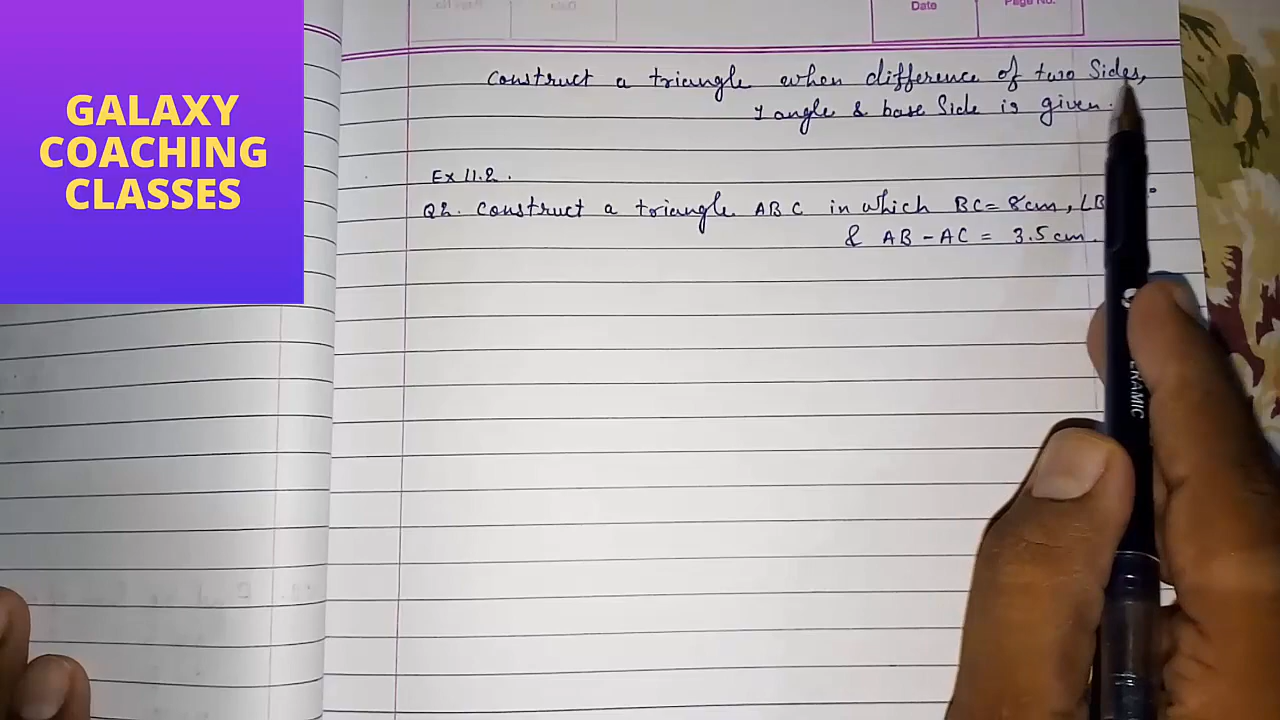 GALAXY
COACHING
CLASSES
Date
Page No.
Construct a triangle when difference of two Sides,
1 angle & base Side is given.
Ex 11.2.
Q2. Construct a triangle ABC in which BC = 8cm, ∠B °
& AB - AC = 3.5 cm.